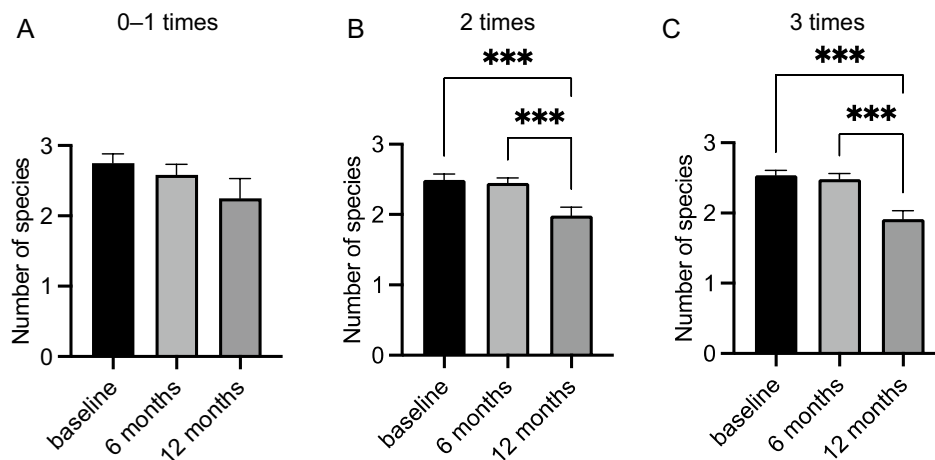 A
0–1 times
Number of species
3
2
1
0
baseline
6 months
12 months
B
2 times
***
***
Number of species
3
2
1
0
baseline
6 months
12 months
C
3 times
***
***
Number of species
3
2
1
0
baseline
6 months
12 months